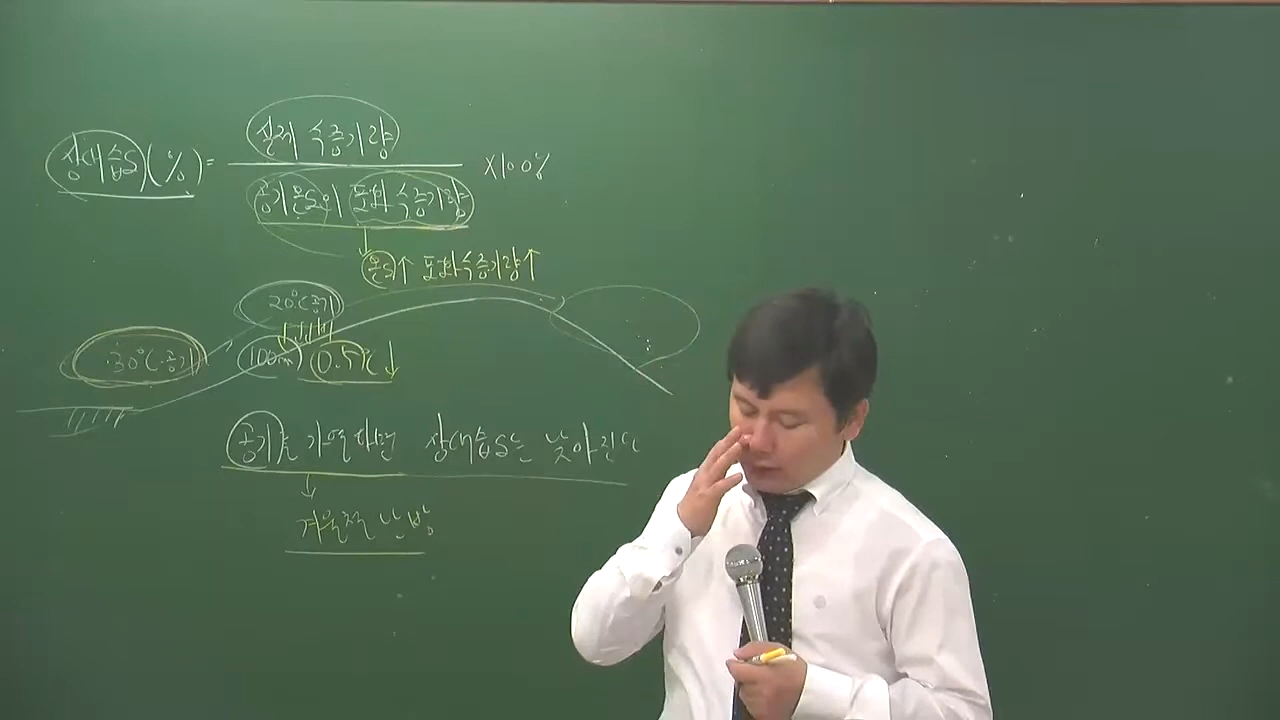 상대습도(%)= 실제 수증기량
공기온도의 포화수증기량
×100%
온도↑ 포화수증기량↑
20℃(공기)
30℃(공기)
100m) 0.5℃↓
공기를 가열하면 상대습도는 낮아진다
겨울철 난방